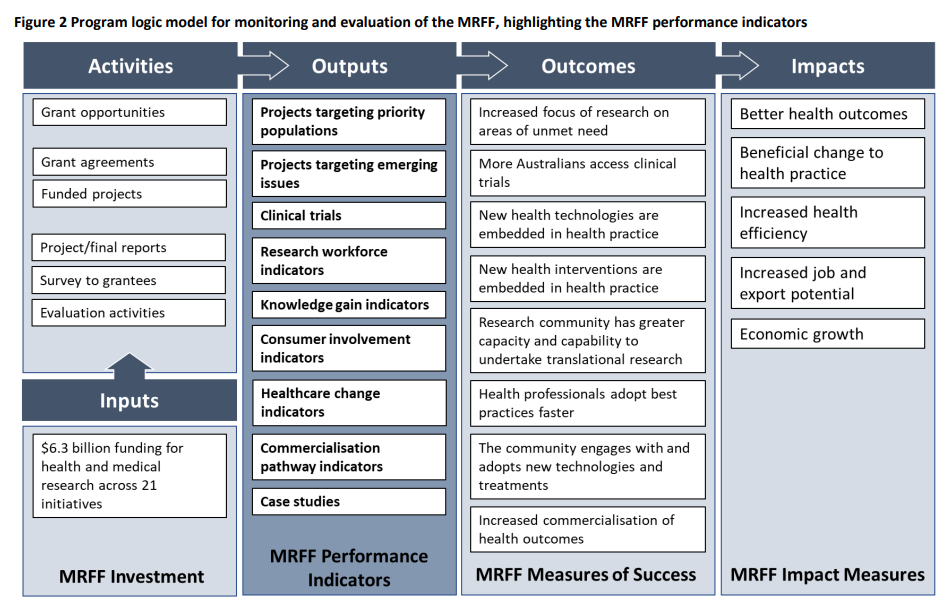 Figure 2 Program logic model for monitoring and evaluation of the MRFF, highlighting the MRFF performance indicators
Activities
Outputs
Outcomes
Impacts
Grant opportunities
Grant agreements
Funded projects
Project/final reports
Survey to grantees
Evaluation activities
Inputs
$6.3 billion funding for
health and medical
research across 21
initiatives
MRFF Investment
Projects targeting priority
populations
Projects targeting emerging
issues
Clinical trials
Research workforce
indicators
Knowledge gain indicators
Consumer involvement
indicators
Healthcare change
indicators
Commercialisation
pathway indicators
Case studies
MRFF Performance
Indicators
Increased focus of research on
areas of unmet need
More Australians access clinical
trials
New health technologies are
embedded in health practice
New health interventions are
embedded in health practice
Research community has greater
capacity and capability to
undertake translational research
Health professionals adopt best
practices faster
The community engages with and
adopts new technologies and
treatments
Increased commercialisation of
health outcomes
MRFF Measures of Success
Better health outcomes
Beneficial change to
health practice
Increased health
efficiency
Increased job and
export potential
Economic growth
MRFF Impact Measures